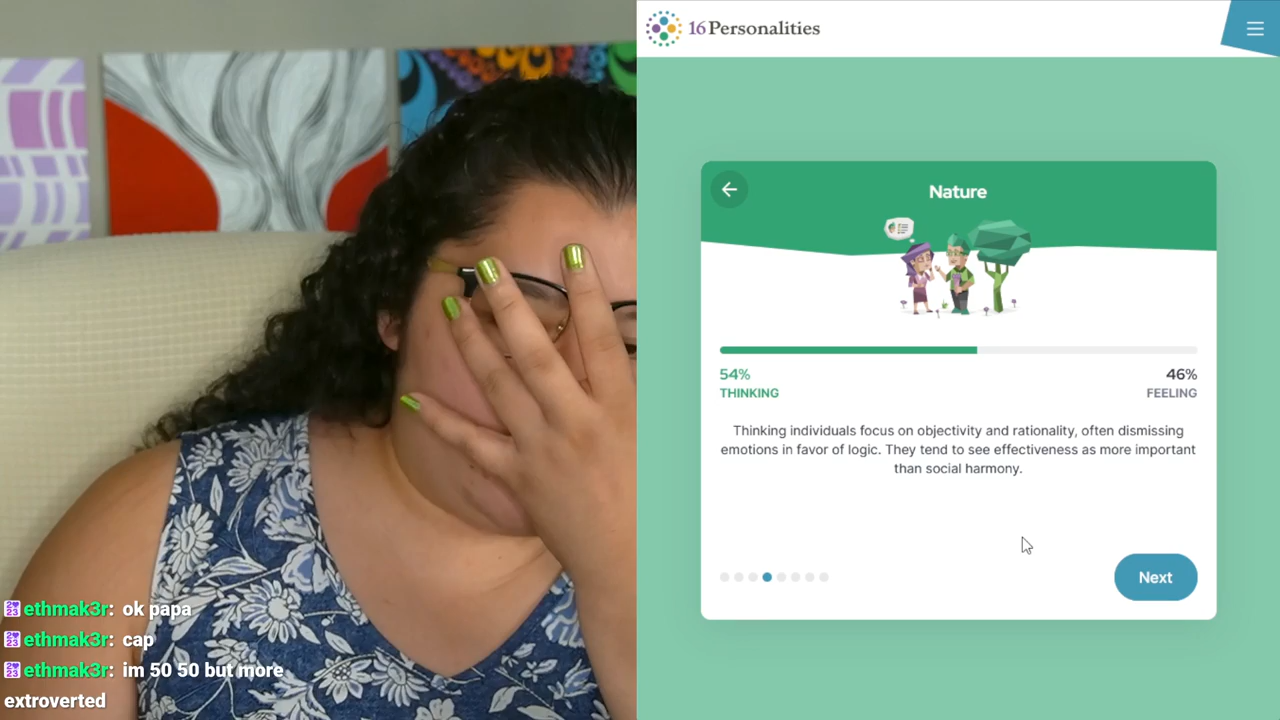 16Personalities
Nature
54%
46%
THINKING
FEELING
Thinking individuals focus on objectivity and rationality, often dismissing
emotions in favor of logic. They tend to see effectiveness as more important
than social harmony.
Next
ethmak3r: ok papa
ethmak3r: cap
ethmak3r: im 50 50 but more
extroverted